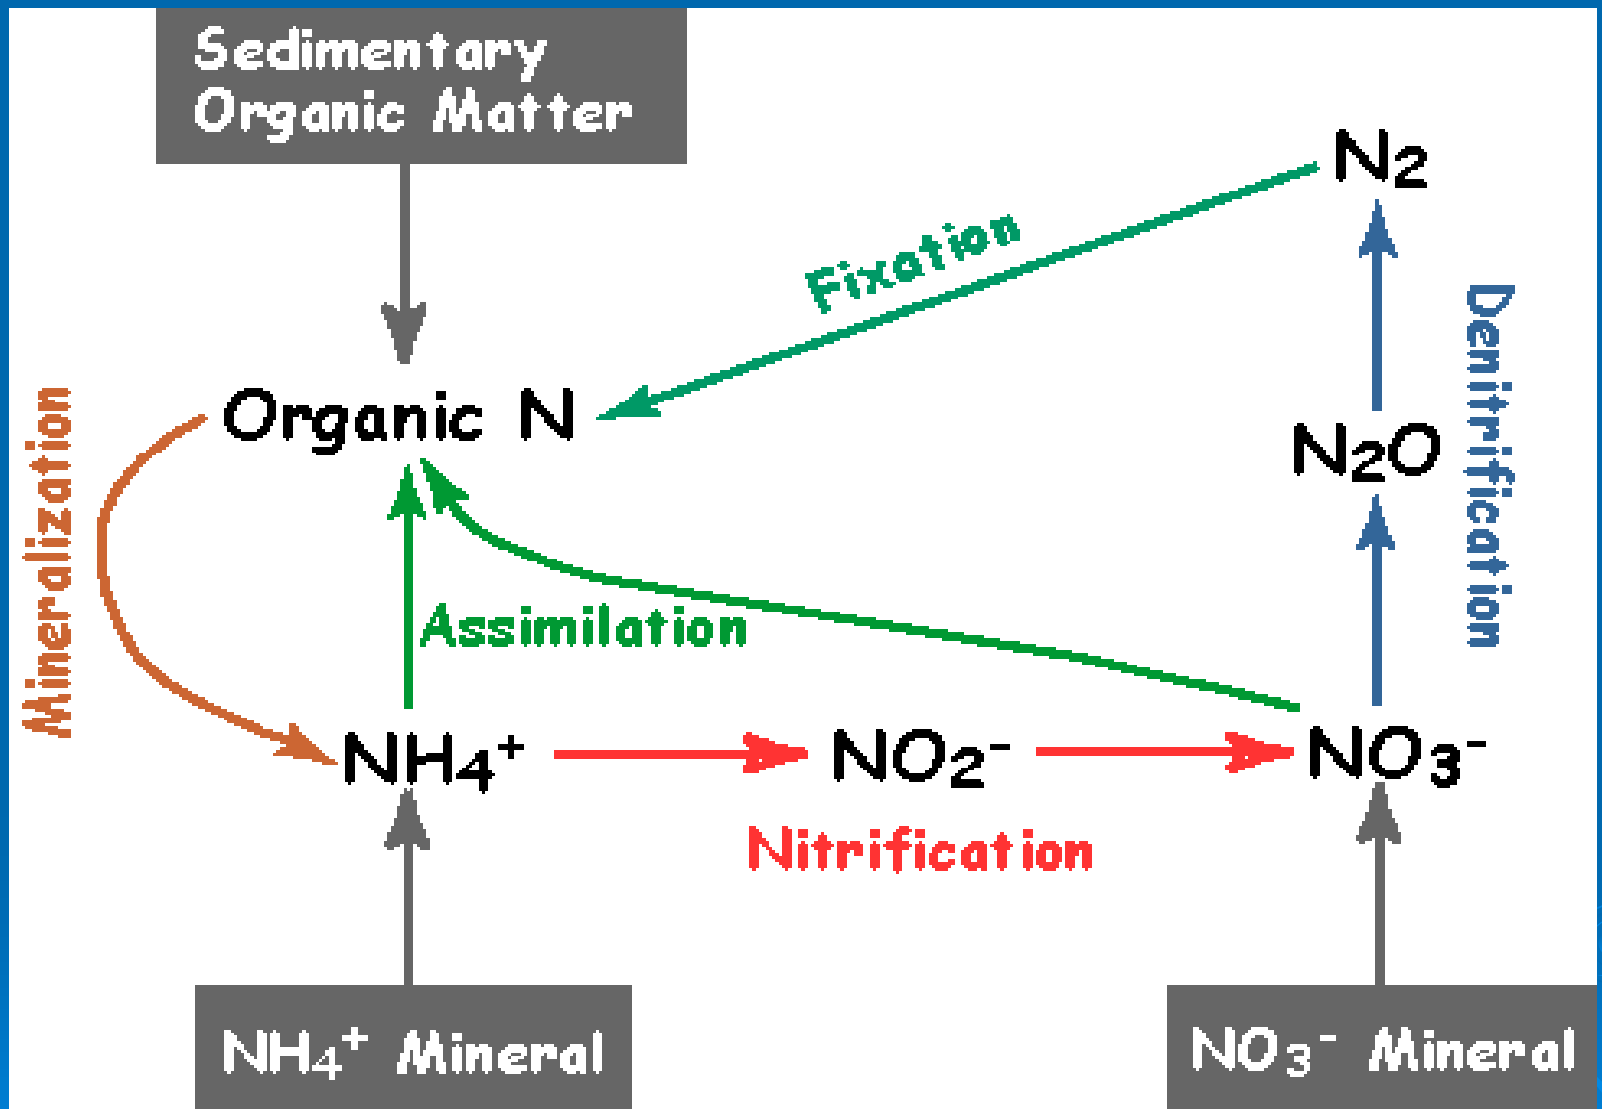 Sedimentary
Organic Matter
N₂
Fixation
Denitrification
Organic N
N₂O
Mineralization
Assimilation
NH₄⁺
NO₂⁻
NO₃⁻
Nitrification
NH₄⁺ Mineral
NO₃⁻ Mineral